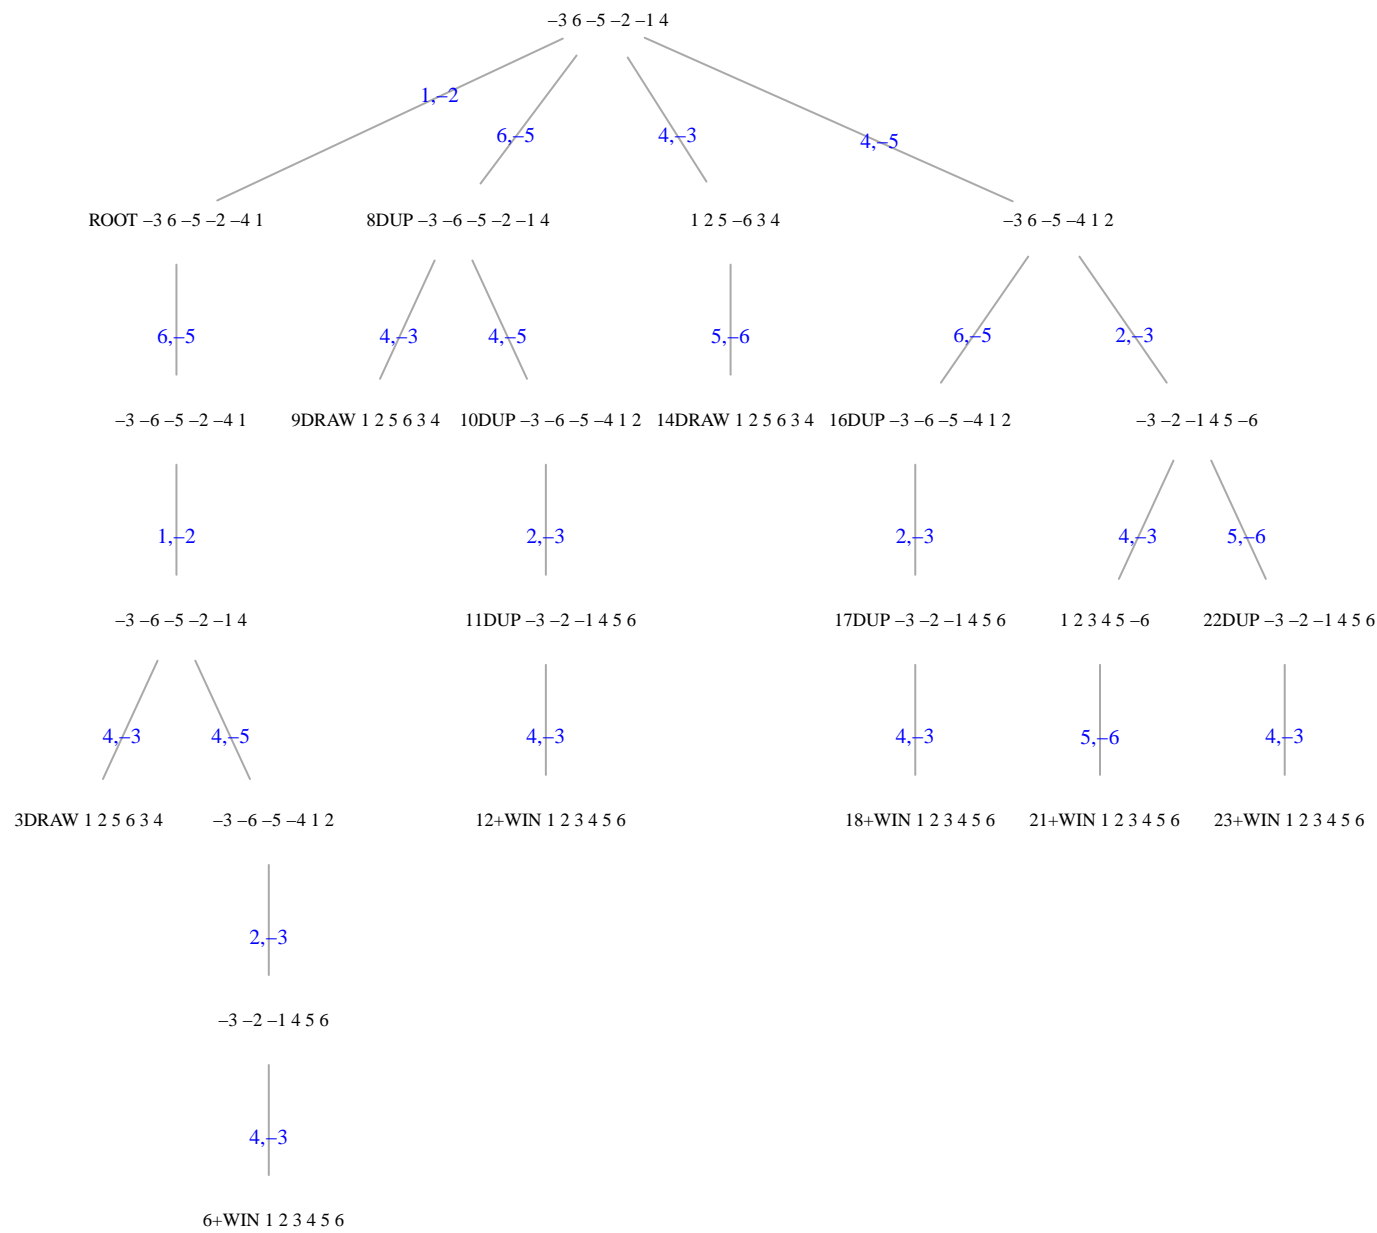 –3 6 –5 –2 –1 4
1,–2
6,–5
4,–3
4,–5
ROOT –3 6 –5 –2 –4 1
8DUP –3 –6 –5 –2 –1 4
1 2 5 –6 3 4
–3 6 –5 –4 1 2
6,–5
4,–3
4,–5
5,–6
6,–5
2,–3
–3 –6 –5 –2 –4 1
9DRAW 1 2 5 6 3 4
10DUP –3 –6 –5 –4 1 2
14DRAW 1 2 5 6 3 4
16DUP –3 –6 –5 –4 1 2
–3 –2 –1 4 5 –6
1,–2
2,–3
2,–3
4,–3
5,–6
–3 –6 –5 –2 –1 4
11DUP –3 –2 –1 4 5 6
17DUP –3 –2 –1 4 5 6
1 2 3 4 5 –6
22DUP –3 –2 –1 4 5 6
4,–3
4,–5
4,–3
4,–3
5,–6
4,–3
3DRAW 1 2 5 6 3 4
–3 –6 –5 –4 1 2
12+WIN 1 2 3 4 5 6
18+WIN 1 2 3 4 5 6
21+WIN 1 2 3 4 5 6
23+WIN 1 2 3 4 5 6
2,–3
–3 –2 –1 4 5 6
4,–3
6+WIN 1 2 3 4 5 6